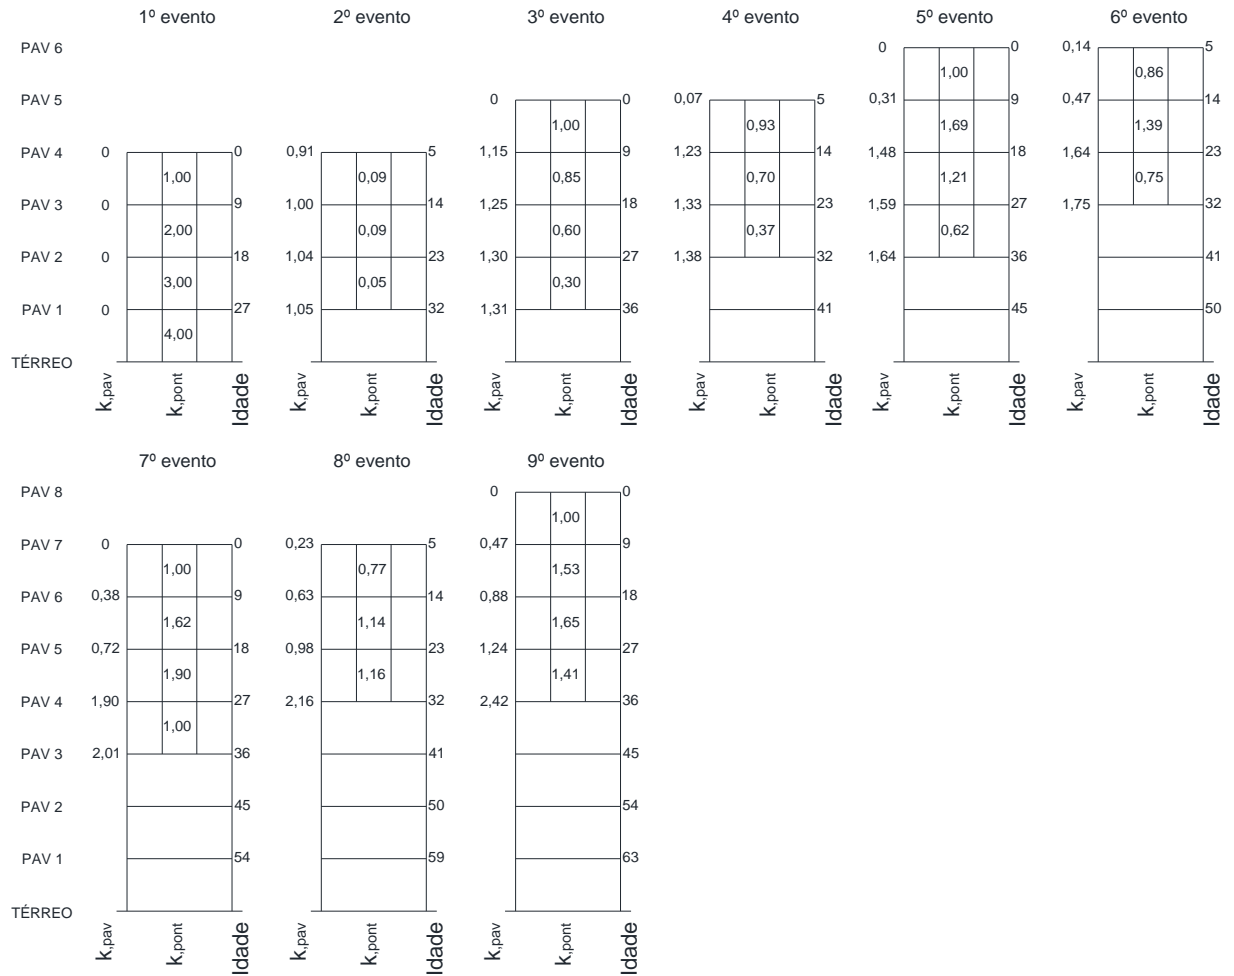 1º evento 2º evento 3º evento 4º evento 5º evento 6º evento
PAV 6 0 0 0,14 5
1,00 0,86
PAV 5 0 0 0,07 5 0,31 9 0,47 14
1,00 0,93 1,69 1,39
PAV 4 0 0 0,91 5 1,15 9 1,23 14 1,48 18 1,64 23
1,00 0,09 0,85 0,70 1,21 0,75
PAV 3 0 9 1,00 14 1,25 18 1,33 23 1,59 27 1,75 32
2,00 0,09 0,60 0,37 0,62
PAV 2 0 18 1,04 23 1,30 27 1,38 32 1,64 36 41
3,00 0,05 0,30
PAV 1 0 27 1,05 32 1,31 36 41 45 50
4,00
TÉRREO
k,pav k,pont Idade k,pav k,pont Idade k,pav k,pont Idade k,pav k,pont Idade k,pav k,pont Idade k,pav k,pont Idade
7º evento 8º evento 9º evento
PAV 8 0 0
1,00
PAV 7 0 0 0,23 5 0,47 9
1,00 0,77 1,53
PAV 6 0,38 9 0,63 14 0,88 18
1,62 1,14 1,65
PAV 5 0,72 18 0,98 23 1,24 27
1,90 1,16 1,41
PAV 4 1,90 27 2,16 32 2,42 36
1,00
PAV 3 2,01 36 41 45
PAV 2 45 50 54
PAV 1 54 59 63
TÉRREO
k,pav k,pont Idade k,pav k,pont Idade k,pav k,pont Idade